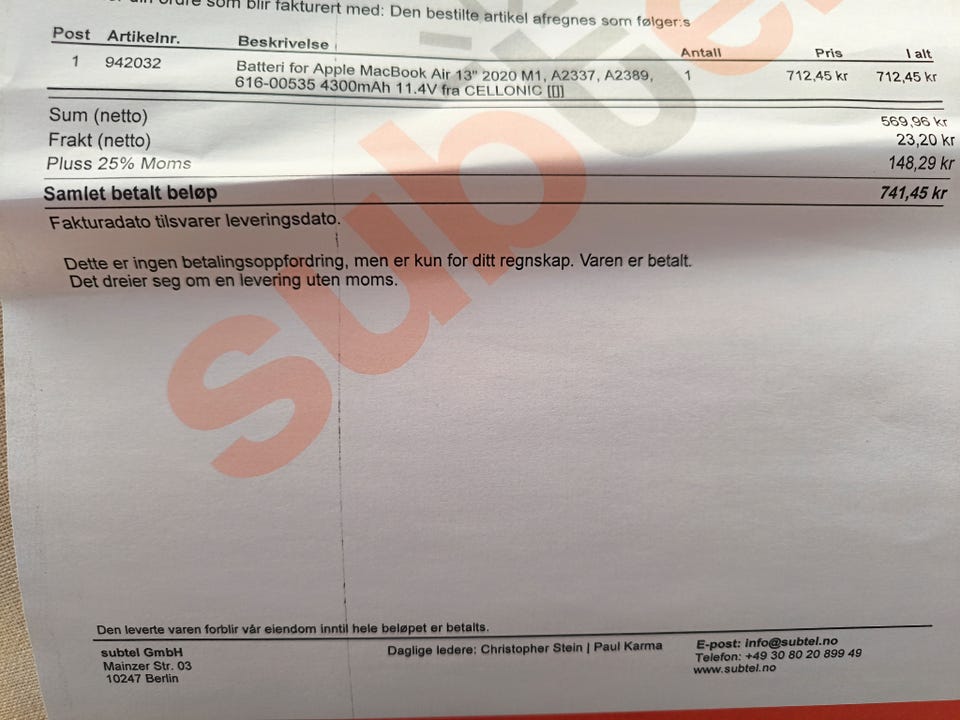 din ordre som blir fakturert med: Den bestilte artikel afregnes som følger:s
Post Artikelnr. Beskrivelse Antall Pris I alt
1 942032 Batteri for Apple MacBook Air 13" 2020 M1, A2337, A2389, 1 712,45 kr 712,45 kr
616-00535 4300mAh 11.4V fra CELLONIC []
Sum (netto) 569,96 kr
Frakt (netto) 23,20 kr
Pluss 25% Moms 148,29 kr
Samlet betalt beløp 741,45 kr
Fakturadato tilsvarer leveringsdato.
Dette er ingen betalingsoppfordring, men er kun for ditt regnskap. Varen er betalt.
Det dreier seg om en levering uten moms.
subte
Den leverte varen forblir vår eiendom inntil hele beløpet er betalts.
subtel GmbH
Mainzer Str. 03
10247 Berlin
Daglige ledere: Christopher Stein | Paul Karma
E-post: info@subtel.no
Telefon: +49 30 80 20 899 49
www.subtel.no